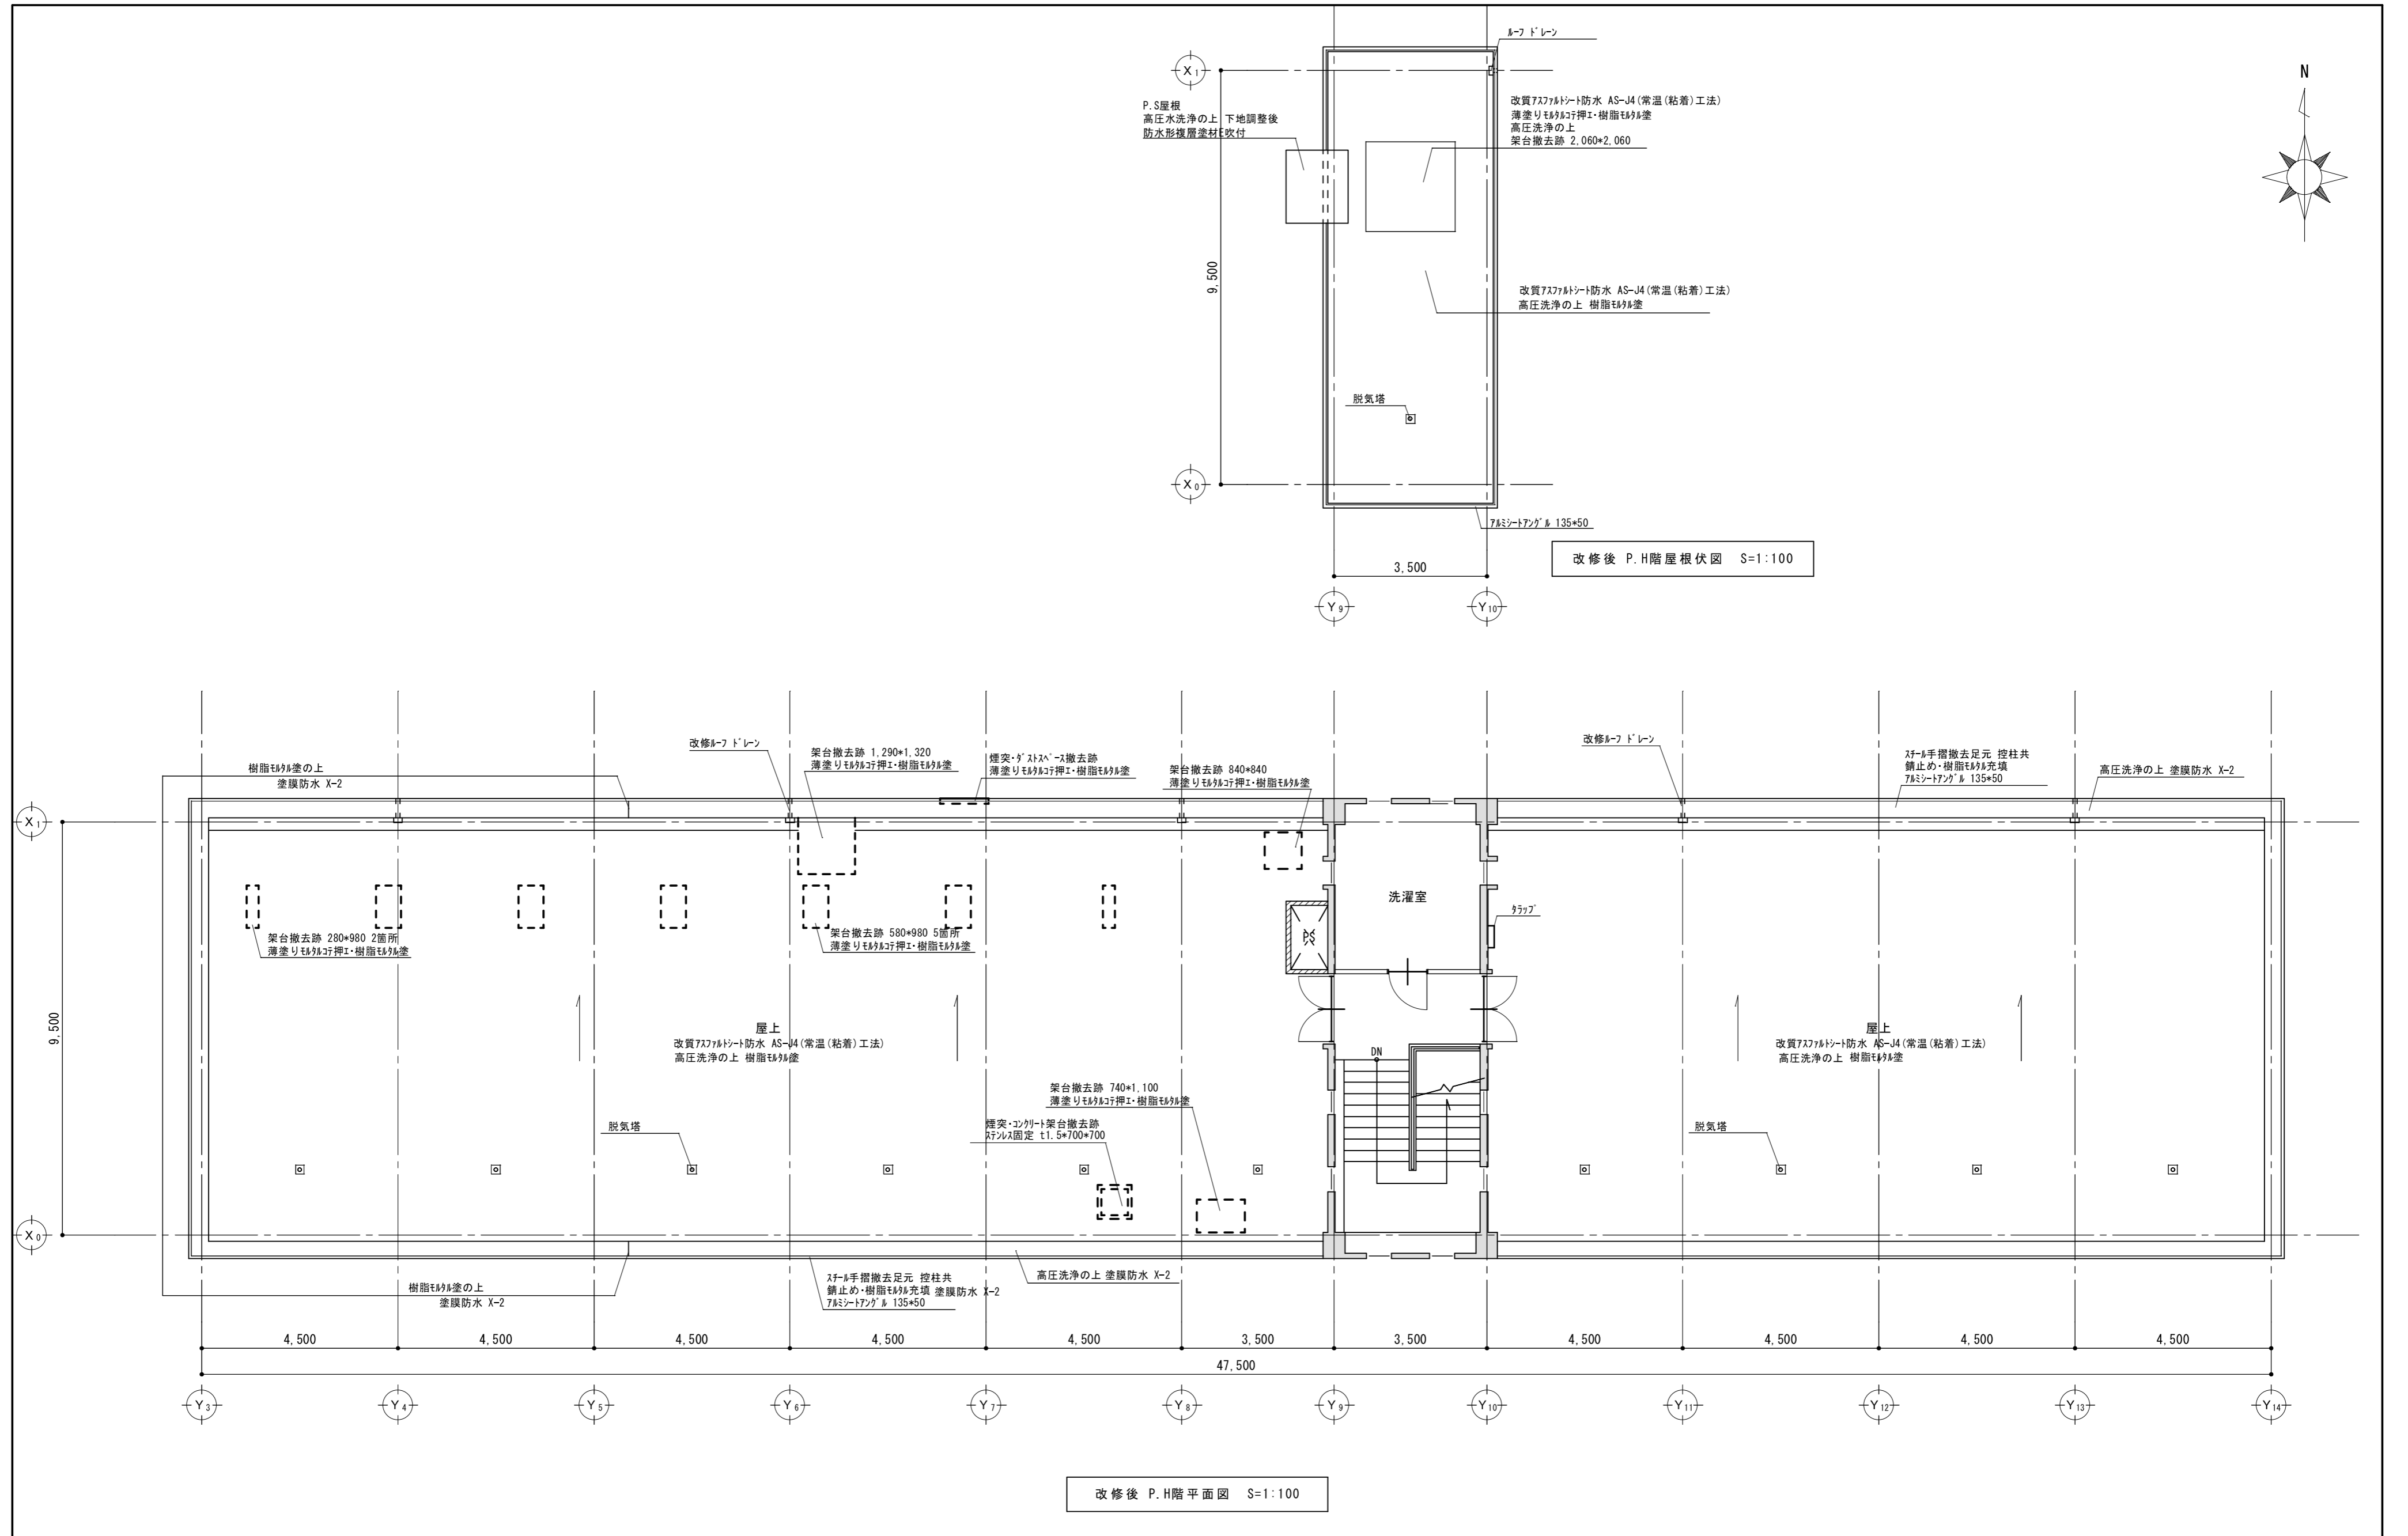 ルーフ ドレーン
X1
N
P.S屋根
高圧水洗浄の上 下地調整後
防水形複層塗材E吹付
改質アスファルトシート防水 AS-J4(常温(粘着)工法)
薄塗りモルタルコテ押エ・樹脂モルタル塗
高圧洗浄の上
架台撤去跡 2,060*2,060
9,500
改質アスファルトシート防水 AS-J4(常温(粘着)工法)
高圧洗浄の上 樹脂モルタル塗
脱気塔
X0
アルミシートアングル 135*50
改修後 P.H階屋根伏図 S=1:100
3,500
Y9
Y10
樹脂モルタル塗の上
塗膜防水 X-2
改修ルーフ ドレーン
架台撤去跡 1,290*1,320
薄塗りモルタルコテ押エ・樹脂モルタル塗
煙突・ダストスペース撤去跡
薄塗りモルタルコテ押エ・樹脂モルタル塗
架台撤去跡 840*840
薄塗りモルタルコテ押エ・樹脂モルタル塗
改修ルーフ ドレーン
スチール手摺撤去足元 控柱共
錆止め・樹脂モルタル充填
アルミシートアングル 135*50
高圧洗浄の上 塗膜防水 X-2
X1
架台撤去跡 280*980 2箇所
薄塗りモルタルコテ押エ・樹脂モルタル塗
架台撤去跡 580*980 5箇所
薄塗りモルタルコテ押エ・樹脂モルタル塗
洗濯室
タラップ
PS
9,500
屋上
改質アスファルトシート防水 AS-J4(常温(粘着)工法)
高圧洗浄の上 樹脂モルタル塗
DN
屋上
改質アスファルトシート防水 AS-J4(常温(粘着)工法)
高圧洗浄の上 樹脂モルタル塗
架台撤去跡 740*1,100
薄塗りモルタルコテ押エ・樹脂モルタル塗
脱気塔
煙突・コンクリート架台撤去跡
ステンレス固定 t1.5*700*700
脱気塔
X0
樹脂モルタル塗の上
塗膜防水 X-2
スチール手摺撤去足元 控柱共
錆止め・樹脂モルタル充填 塗膜防水 X-2
アルミシートアングル 135*50
高圧洗浄の上 塗膜防水 X-2
4,500 4,500 4,500 4,500 4,500 3,500 3,500 4,500 4,500 4,500 4,500
47,500
Y3 Y4 Y5 Y6 Y7 Y8 Y9 Y10 Y11 Y12 Y13 Y14
改修後 P.H階平面図 S=1:100